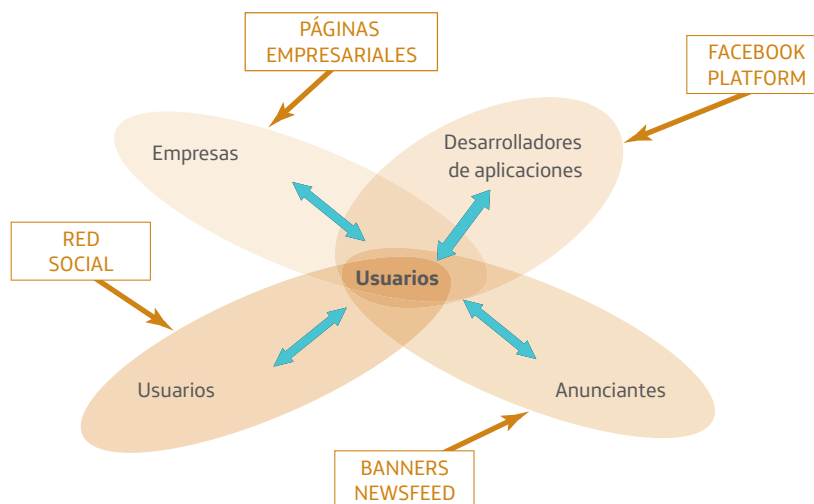 PÁGINAS
EMPRESARIALES
FACEBOOK
PLATFORM
Empresas
Desarrolladores
de aplicaciones
RED
SOCIAL
Usuarios
Usuarios
Anunciantes
BANNERS
NEWSFEED